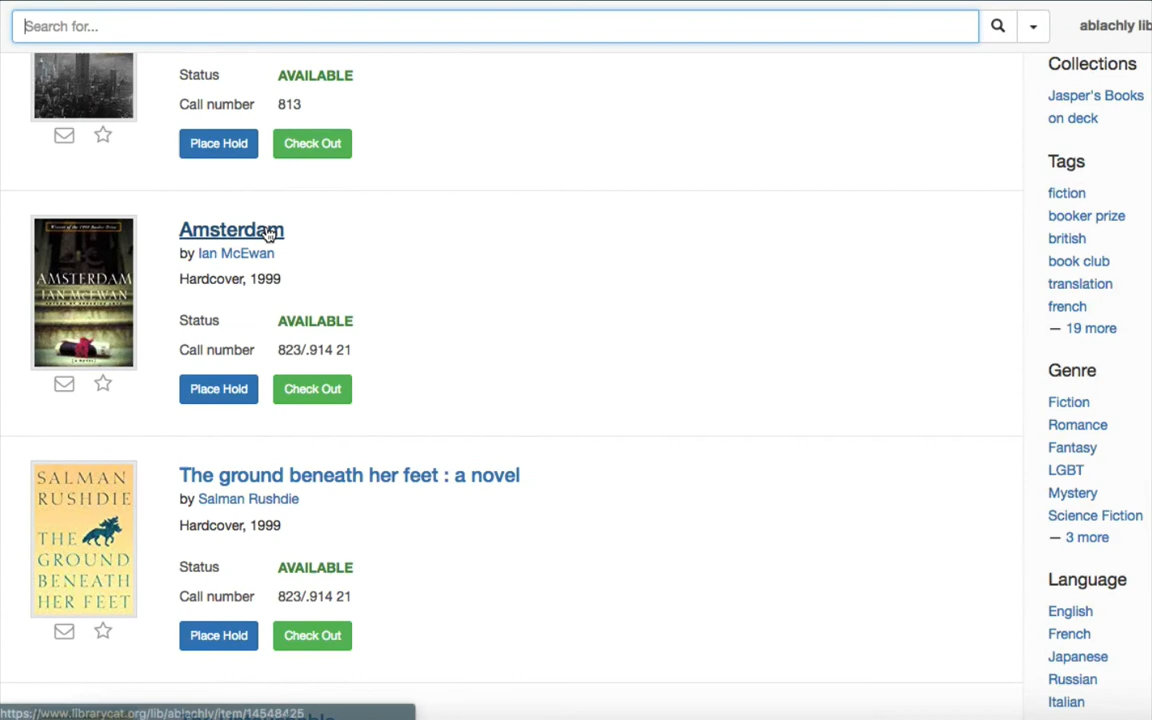 Search for...
ablachly lib
Status AVAILABLE
Call number 813
Place Hold Check Out
Amsterdam
by Ian McEwan
Hardcover, 1999
Status AVAILABLE
Call number 823/.914 21
Place Hold Check Out
AMSTERDAM
IAN McEWAN
[A NOVEL]
The ground beneath her feet : a novel
by Salman Rushdie
Hardcover, 1999
Status AVAILABLE
Call number 823/.914 21
Place Hold Check Out
SALMAN
RUSHDIE
THE
GROUND
BENEATH
HER FEET
https://www.librarycat.org/lib/ablachly/item/14548425
Collections
Jasper's Books
on deck
Tags
fiction
booker prize
british
book club
translation
french
— 19 more
Genre
Fiction
Romance
Fantasy
LGBT
Mystery
Science Fiction
— 3 more
Language
English
French
Japanese
Russian
Italian